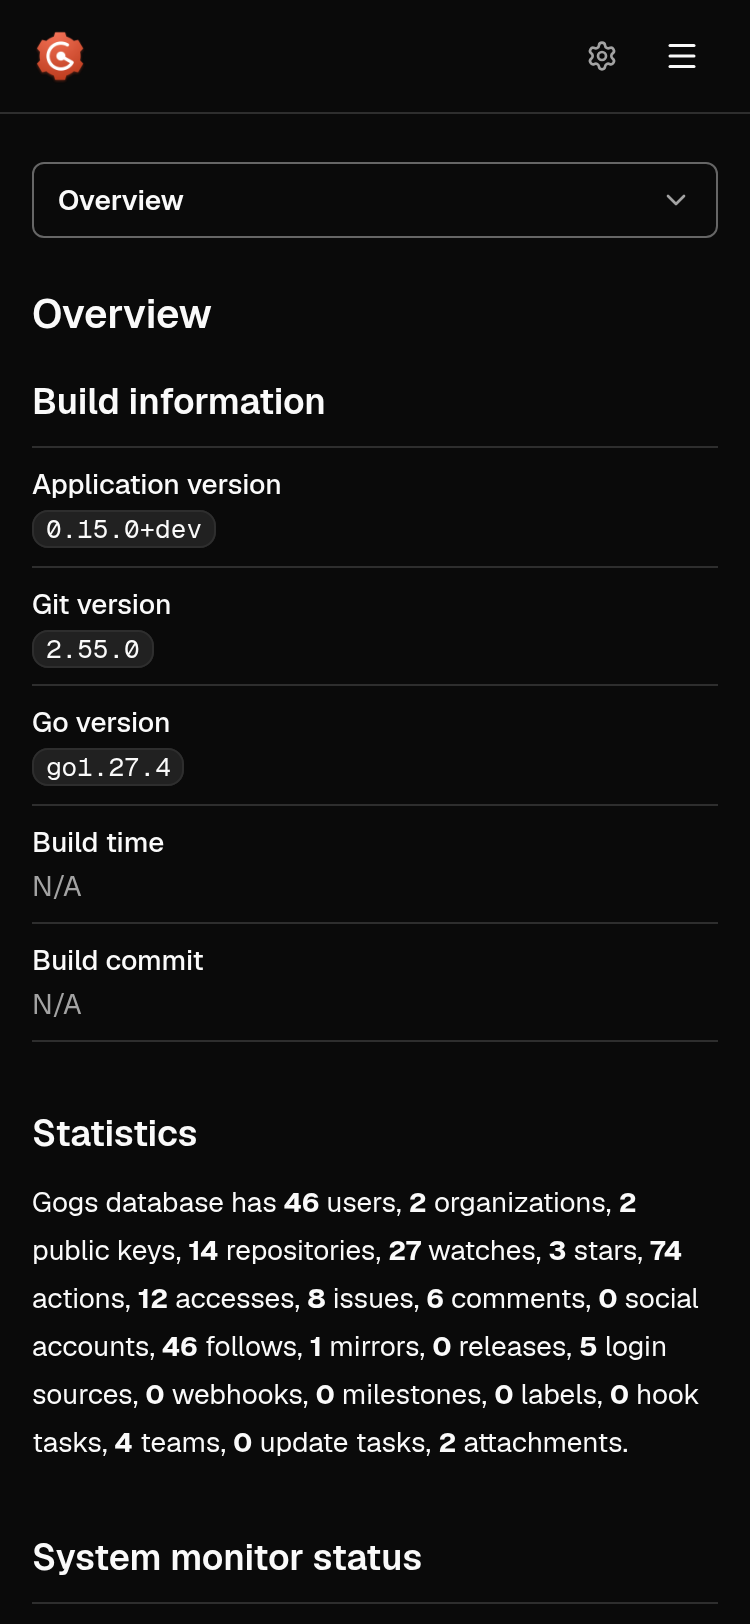 Overview
Overview
Build information
Application version
0.15.0+dev
Git version
2.55.0
Go version
go1.27.4
Build time
N/A
Build commit
N/A
Statistics
Gogs database has 46 users, 2 organizations, 2
public keys, 14 repositories, 27 watches, 3 stars, 74
actions, 12 accesses, 8 issues, 6 comments, 0 social
accounts, 46 follows, 1 mirrors, 0 releases, 5 login
sources, 0 webhooks, 0 milestones, 0 labels, 0 hook
tasks, 4 teams, 0 update tasks, 2 attachments.
System monitor status